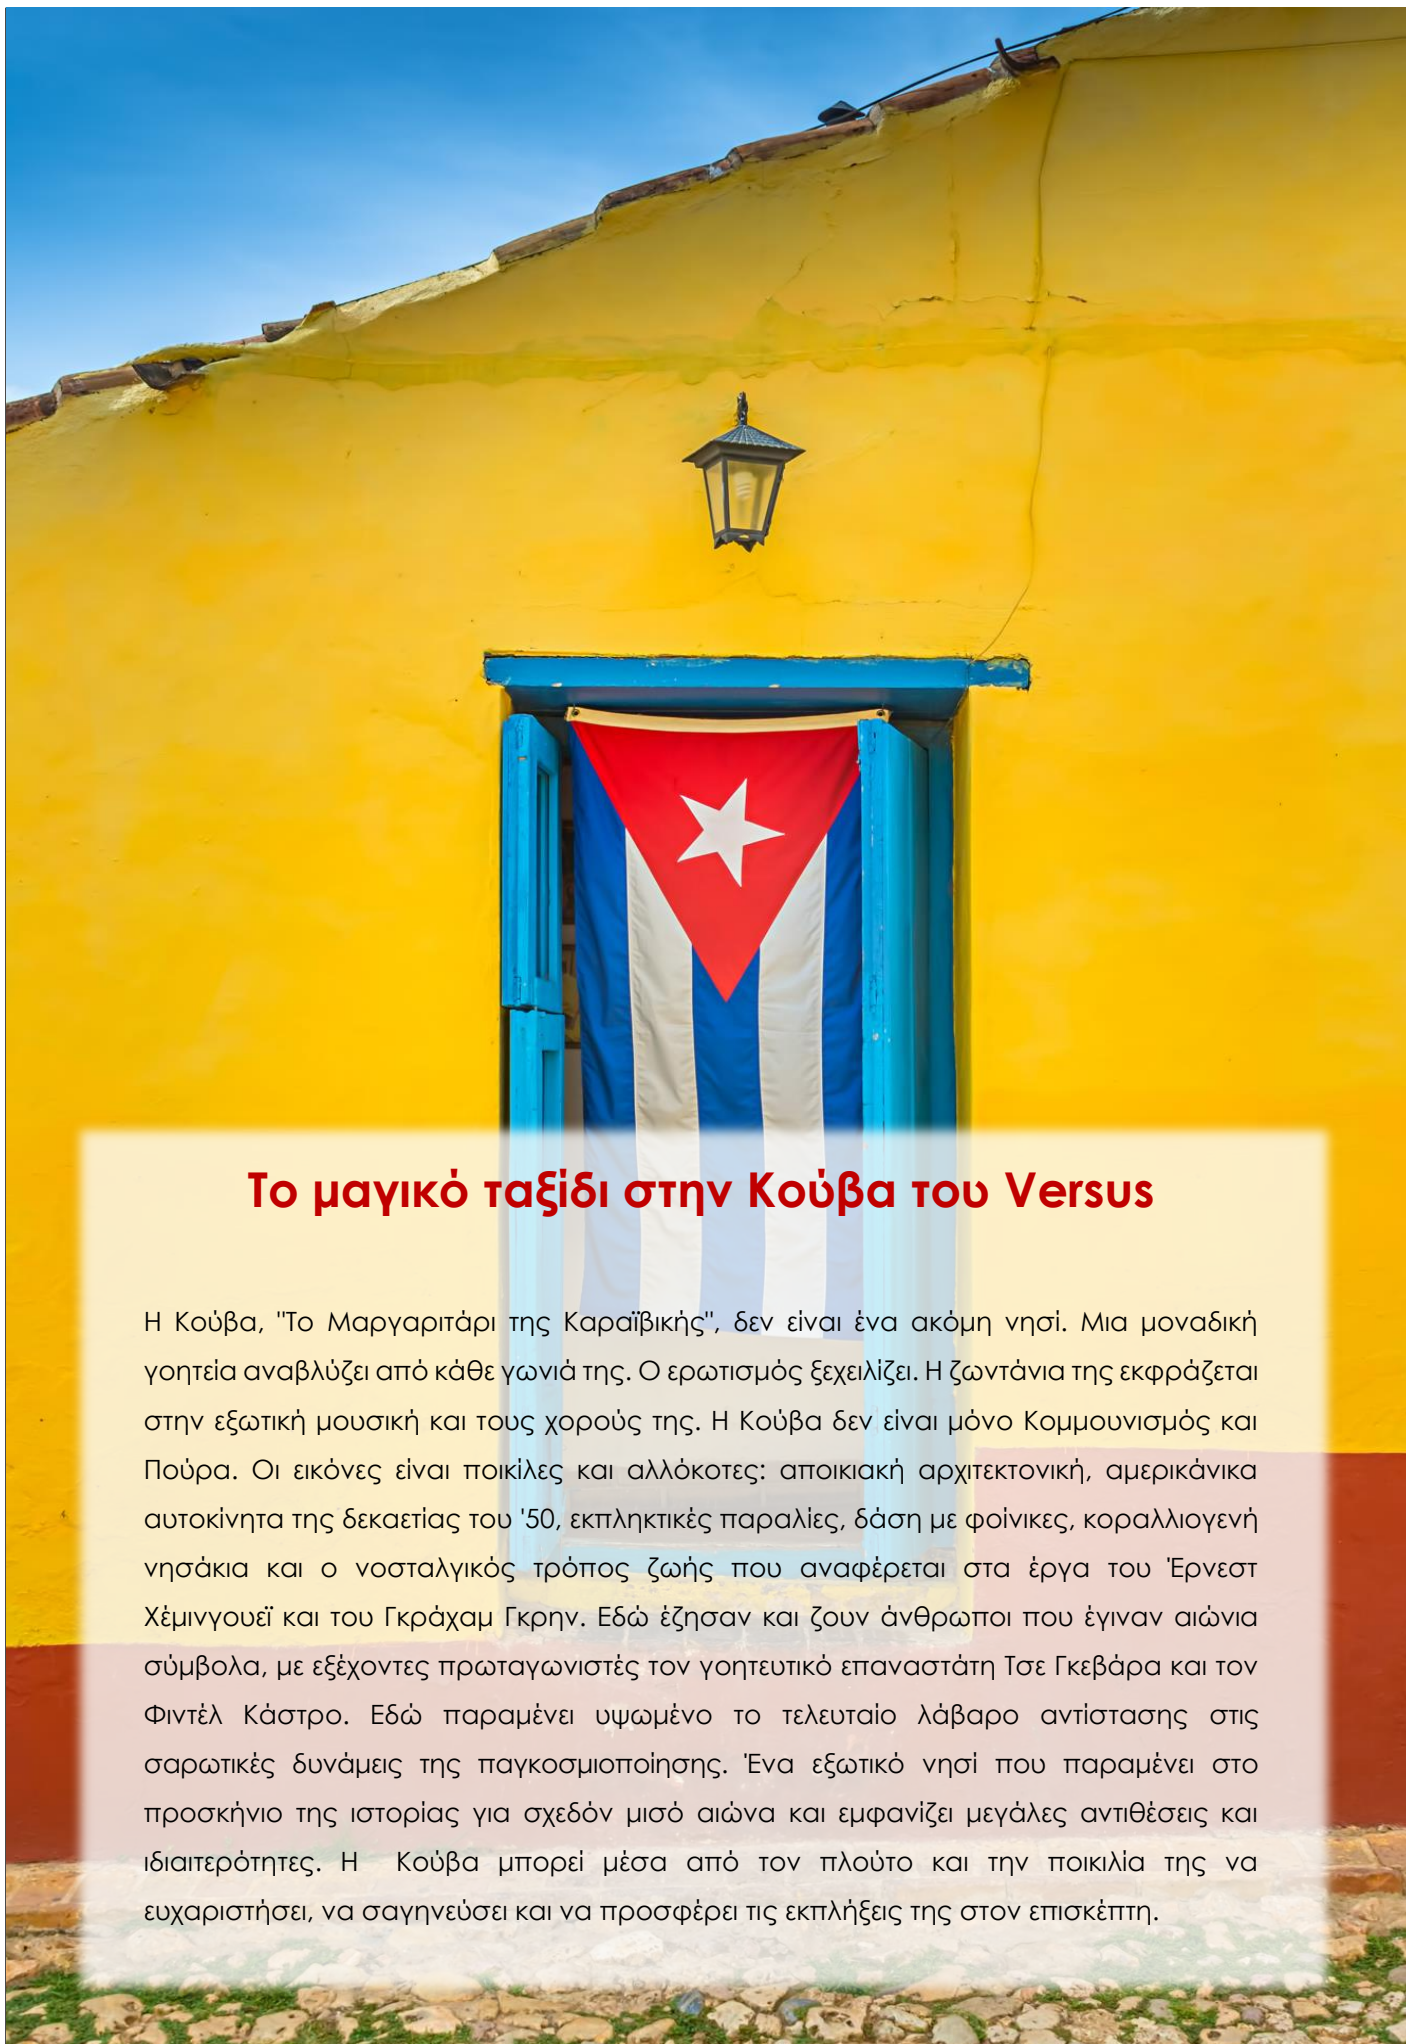 Το μαγικό ταξίδι στην Κούβα του Versus
Η Κούβα, "Το Μαργαριτάρι της Καραϊβικής", δεν είναι ένα ακόμη νησί. Μια μοναδική
γοητεία αναβλύζει από κάθε γωνιά της. Ο ερωτισμός ξεχειλίζει. Η ζωντάνια της εκφράζεται
στην εξωτική μουσική και τους χορούς της. Η Κούβα δεν είναι μόνο Κομμουνισμός και
Πούρα. Οι εικόνες είναι ποικίλες και αλλόκοτες: αποικιακή αρχιτεκτονική, αμερικάνικα
αυτοκίνητα της δεκαετίας του '50, εκπληκτικές παραλίες, δάση με φοίνικες, κοραλλιογενή
νησάκια και ο νοσταλγικός τρόπος ζωής που αναφέρεται στα έργα του Έρνεστ
Χέμινγουεϊ και του Γκράχαμ Γκρην. Εδώ έζησαν και ζουν άνθρωποι που έγιναν αιώνια
σύμβολα, με εξέχοντες πρωταγωνιστές τον γοητευτικό επαναστάτη Τσε Γκεβάρα και τον
Φιντέλ Κάστρο. Εδώ παραμένει υψωμένο το τελευταίο λάβαρο αντίστασης στις
σαρωτικές δυνάμεις της παγκοσμιοποίησης. Ένα εξωτικό νησί που παραμένει στο
προσκήνιο της ιστορίας για σχεδόν μισό αιώνα και εμφανίζει μεγάλες αντιθέσεις και
ιδιαιτερότητες. Η Κούβα μπορεί μέσα από τον πλούτο και την ποικιλία της να
ευχαριστήσει, να σαγηνεύσει και να προσφέρει τις εκπλήξεις της στον επισκέπτη.